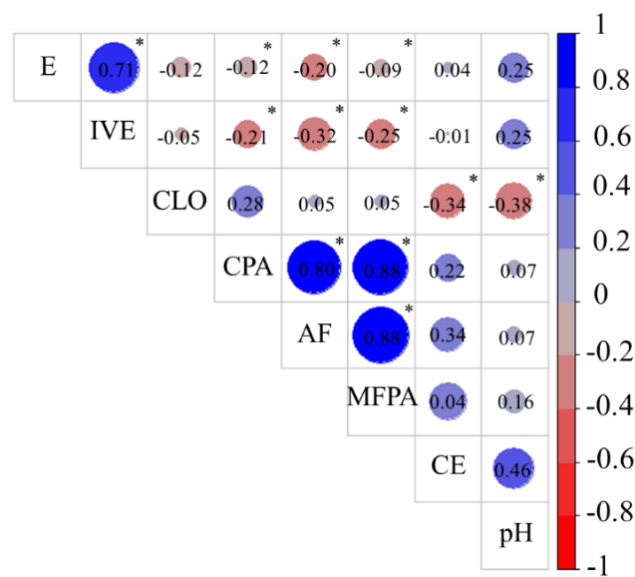 E 0.71* -0.12 -0.12* -0.20* -0.09* 0.04 0.25
IVE -0.05 -0.21* -0.32* -0.25* -0.01 0.25
CLO 0.28 0.05 0.05 -0.34* -0.38*
CPA 0.80* 0.88* 0.22 0.07
AF 0.88* 0.34 0.07
MFPA 0.04 0.16
CE 0.46
pH
1
0.8
0.6
0.4
0.2
0
-0.2
-0.4
-0.6
-0.8
-1